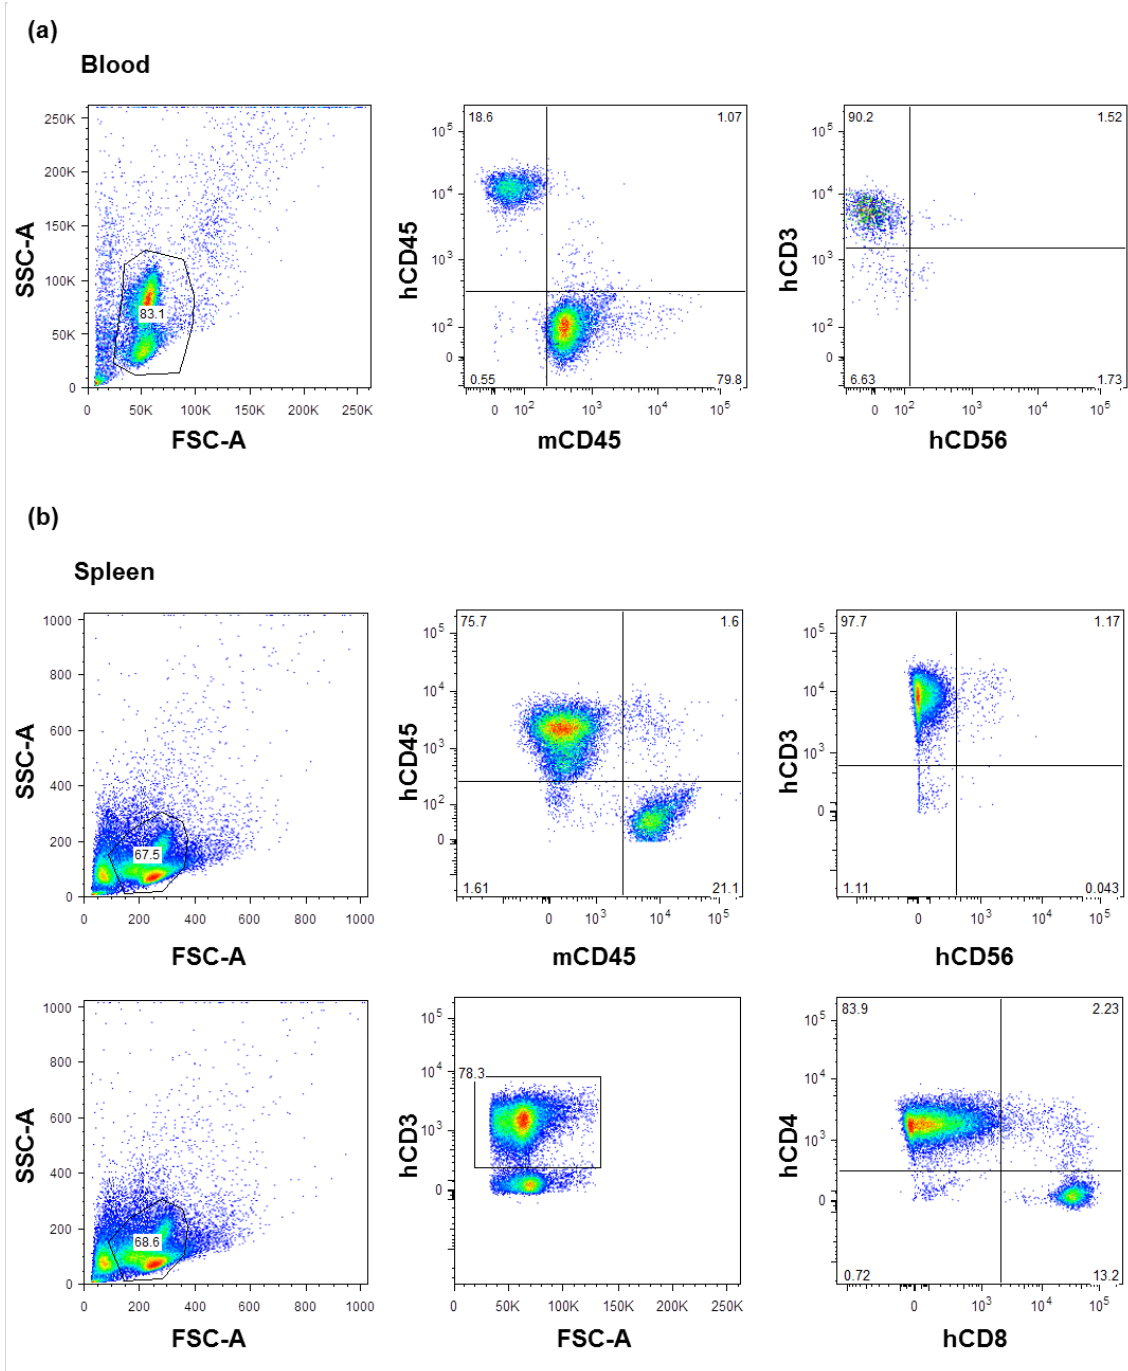 (a)
Blood
250K
200K
150K
100K
50K
0
SSC-A
83.1
0 50K 100K 150K 200K 250K
FSC-A
18.6 1.07
10^5
10^4
10^3
10^2
0
hCD45
0.55 79.8
0 10^2 10^3 10^4 10^5
mCD45
90.2 1.52
10^5
10^4
10^3
10^2
0
hCD3
6.63 1.73
0 10^2 10^3 10^4 10^5
hCD56
(b)
Spleen
1000
800
600
400
200
0
SSC-A
67.5
0 200 400 600 800 1000
FSC-A
75.7 1.6
10^5
10^4
10^3
10^2
0
hCD45
1.61 21.1
0 10^3 10^4 10^5
mCD45
97.7 1.17
10^5
10^4
10^3
0
hCD3
1.11 0.043
0 10^3 10^4 10^5
hCD56
1000
800
600
400
200
0
SSC-A
68.6
0 200 400 600 800 1000
FSC-A
10^5
10^4
78.3
10^3
0
hCD3
0 50K 100K 150K 200K 250K
FSC-A
83.9 2.23
10^5
10^4
10^3
0
hCD4
0.72 13.2
0 10^3 10^4 10^5
hCD8